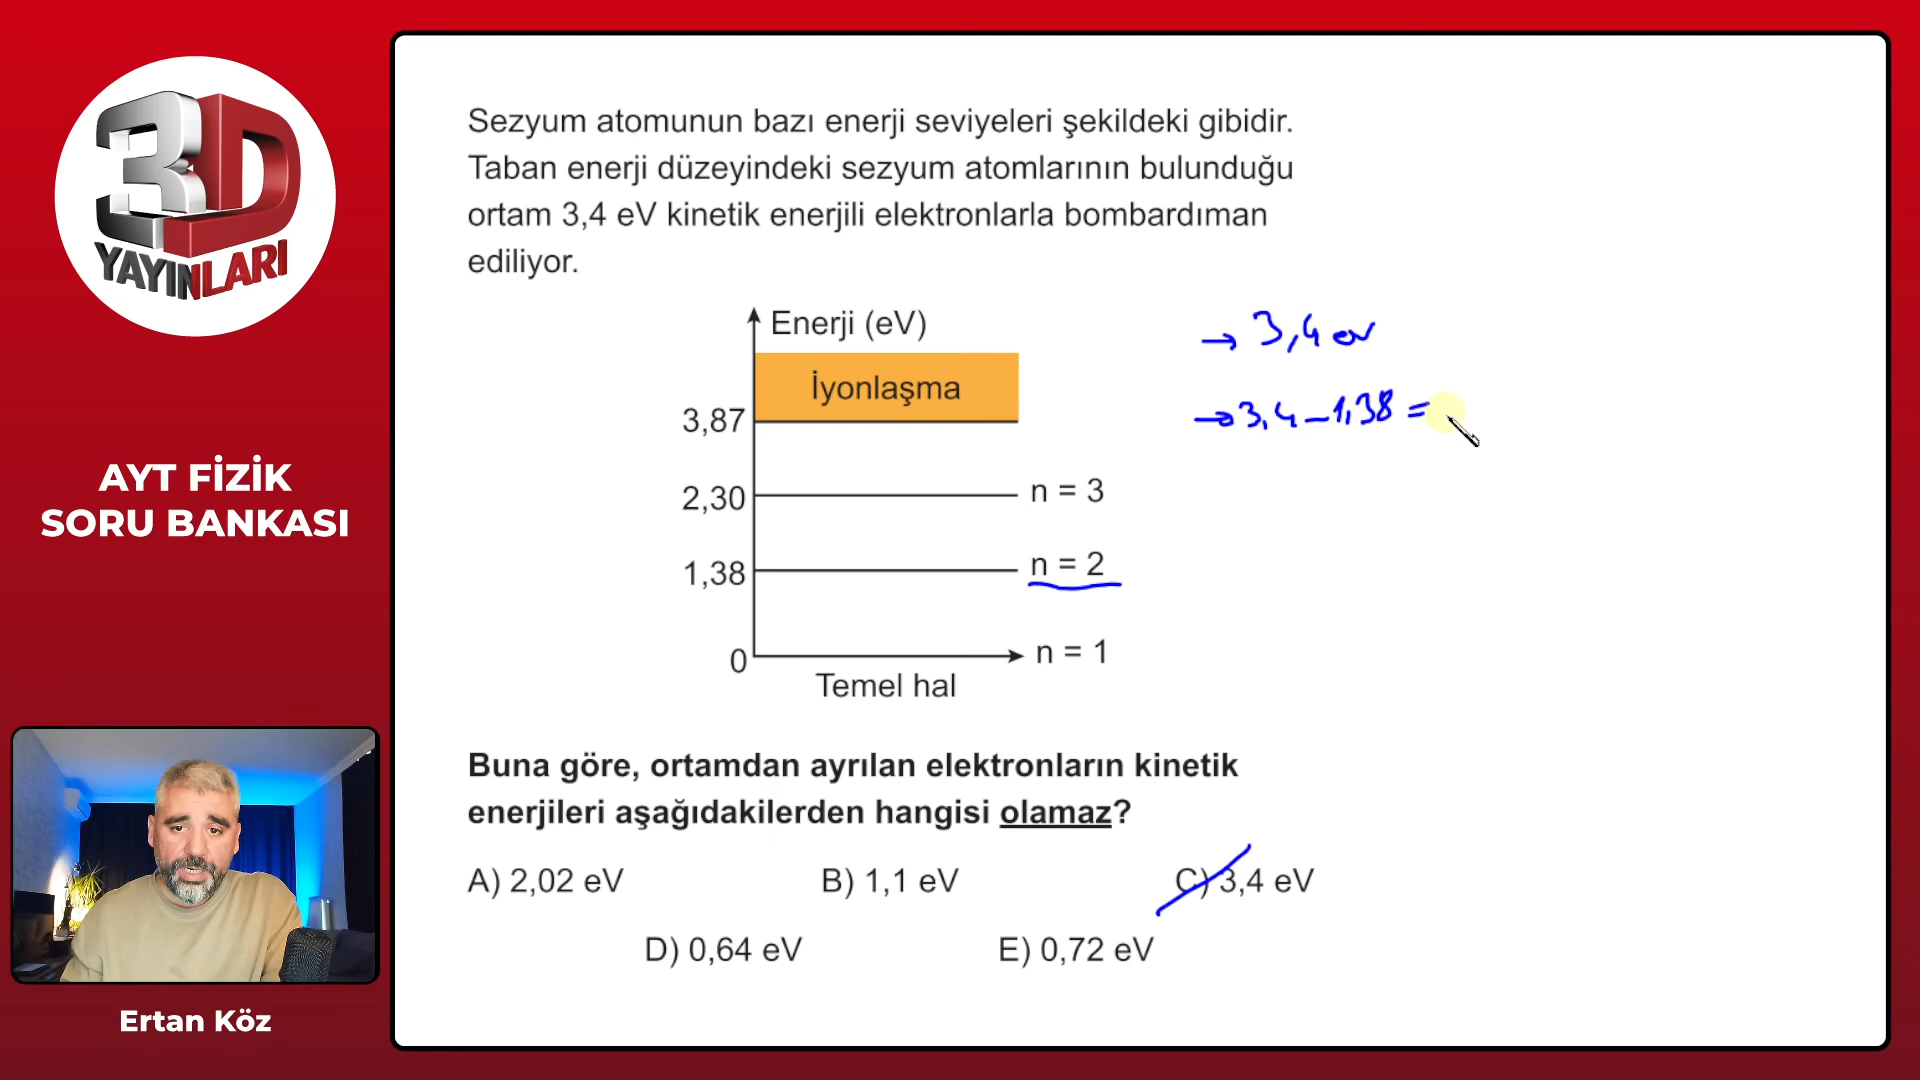 3D
YAYINLARI
AYT FİZİK
SORU BANKASI
Ertan Köz
Sezyum atomunun bazı enerji seviyeleri şekildeki gibidir.
Taban enerji düzeyindeki sezyum atomlarının bulunduğu
ortam 3,4 eV kinetik enerjili elektronlarla bombardıman
ediliyor.
Enerji (eV)
İyonlaşma
3,87
2,30 n = 3
1,38 n = 2
0 n = 1
Temel hal
→ 3,4 ev
→ 3,4 – 1,38 =
Buna göre, ortamdan ayrılan elektronların kinetik
enerjileri aşağıdakilerden hangisi olamaz?
A) 2,02 eV B) 1,1 eV C) 3,4 eV
D) 0,64 eV E) 0,72 eV